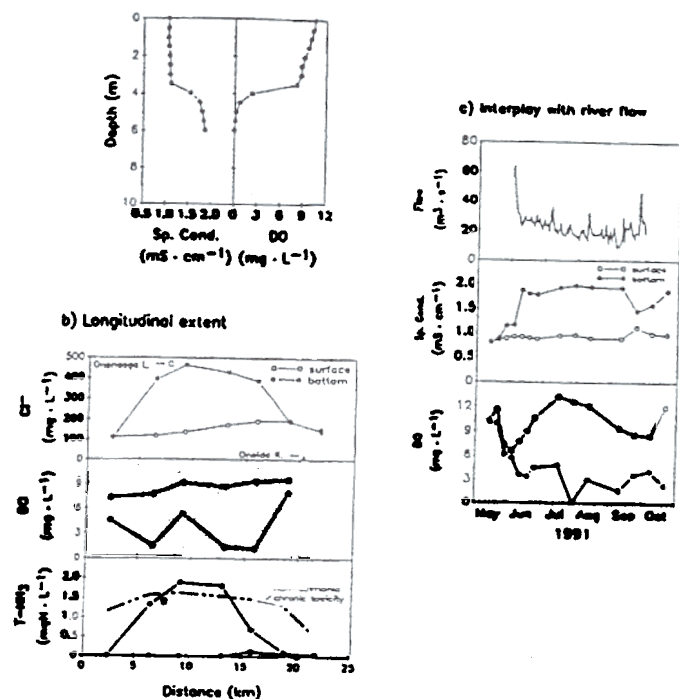 0
2
4
6
8
10
Depth (m)
0.5 1.0 1.5 2.0 0 3 6 9 12
Sp. Cond. DO
(mS · cm⁻¹) (mg · L⁻¹)
b) Longitudinal extent
500
400
300
200
100
Cl⁻
(mg · L⁻¹)
Onondaga L.
surface
bottom
Oneida R.
9
3
0
DO
(mg · L⁻¹)
2.0
1.5
1.0
0.0
T-NH₃
(mgN · L⁻¹)
chronic toxicity
0 5 10 15 20 25
Distance (km)
c) Interplay with river flow
80
60
40
20
Flow
(m³ · s⁻¹)
surface
bottom
2.0
1.5
1.0
0.5
0
Sp. Cond.
(mS · cm⁻¹)
12
9
6
3
0
DO
(mg · L⁻¹)
May Jun Jul Aug Sep Oct
1991